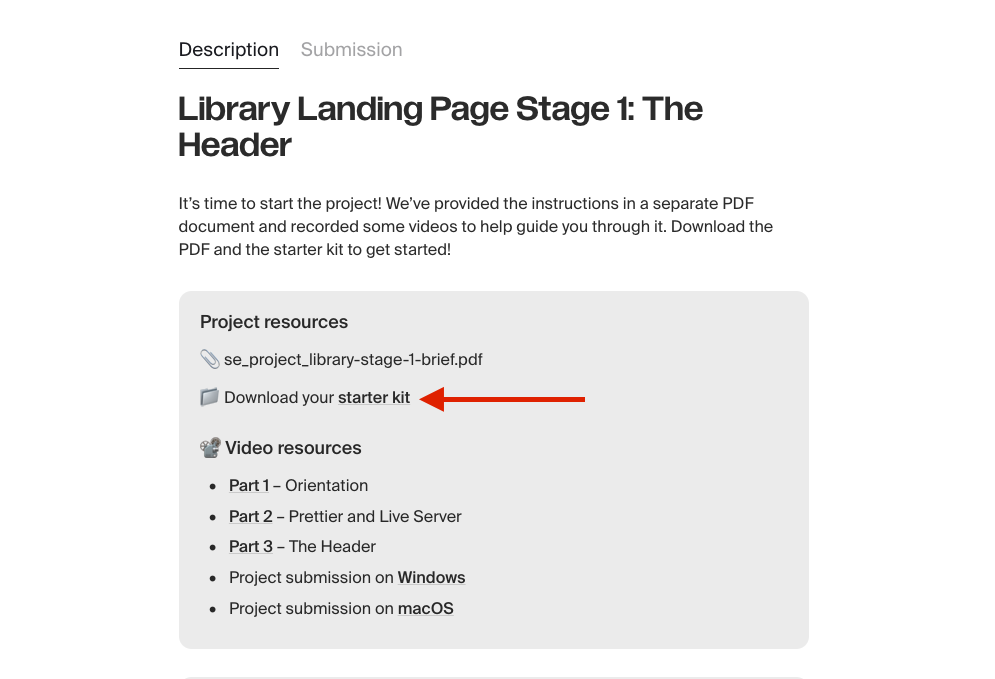 Description Submission
Library Landing Page Stage 1: The
Header
It’s time to start the project! We’ve provided the instructions in a separate PDF
document and recorded some videos to help guide you through it. Download the
PDF and the starter kit to get started!
Project resources
se_project_library-stage-1-brief.pdf
Download your starter kit
Video resources
Part 1 – Orientation
Part 2 – Prettier and Live Server
Part 3 – The Header
Project submission on Windows
Project submission on macOS